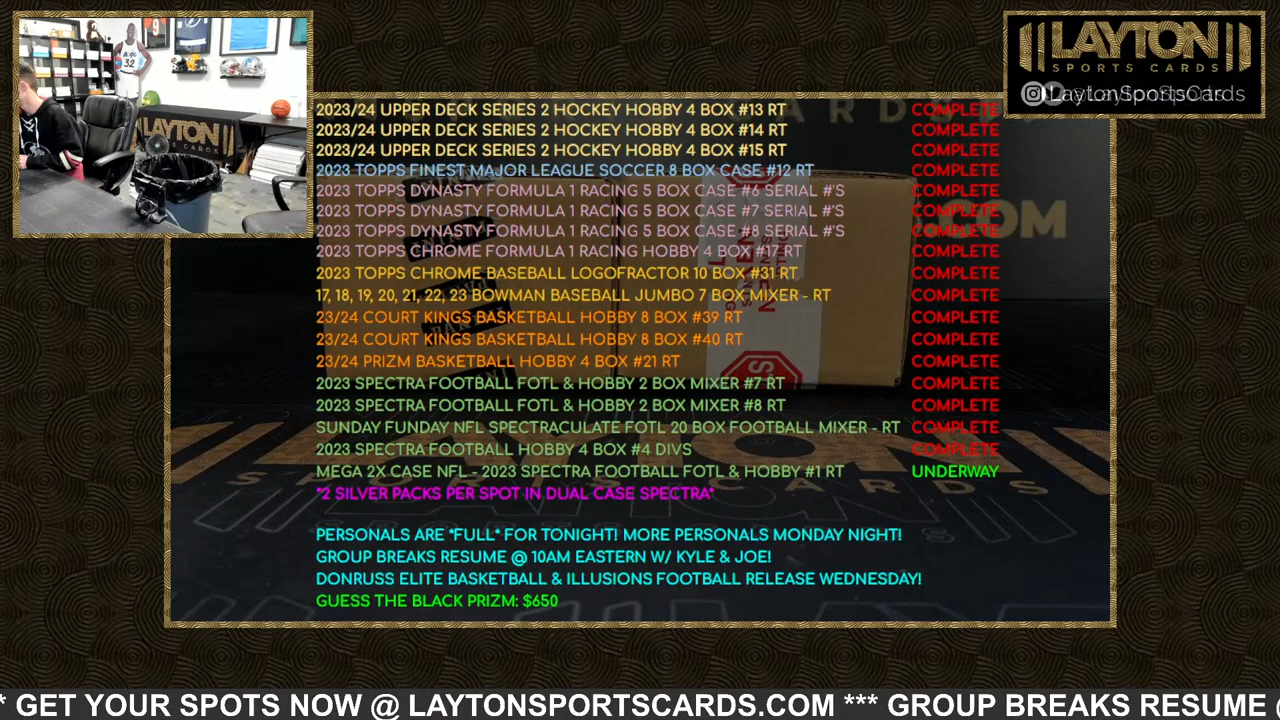 LAYTON
SPORTS CARDS
2023/24 UPPER DECK SERIES 2 HOCKEY HOBBY 4 BOX #13 RT COMPLETE
2023/24 UPPER DECK SERIES 2 HOCKEY HOBBY 4 BOX #14 RT COMPLETE
2023/24 UPPER DECK SERIES 2 HOCKEY HOBBY 4 BOX #15 RT COMPLETE
2023 TOPPS FINEST MAJOR LEAGUE SOCCER 8 BOX CASE #12 RT COMPLETE
2023 TOPPS DYNASTY FORMULA 1 RACING 5 BOX CASE #6 SERIAL #'S COMPLETE
2023 TOPPS DYNASTY FORMULA 1 RACING 5 BOX CASE #7 SERIAL #'S COMPLETE
2023 TOPPS DYNASTY FORMULA 1 RACING 5 BOX CASE #8 SERIAL #'S COMPLETE
2023 TOPPS CHROME FORMULA 1 RACING HOBBY 4 BOX #17 RT COMPLETE
2023 TOPPS CHROME BASEBALL LOGOFRACTOR 10 BOX #31 RT COMPLETE
17, 18, 19, 20, 21, 22, 23 BOWMAN BASEBALL JUMBO 7 BOX MIXER - RT COMPLETE
23/24 COURT KINGS BASKETBALL HOBBY 8 BOX #39 RT COMPLETE
23/24 COURT KINGS BASKETBALL HOBBY 8 BOX #40 RT COMPLETE
23/24 PRIZM BASKETBALL HOBBY 4 BOX #21 RT COMPLETE
2023 SPECTRA FOOTBALL FOTL & HOBBY 2 BOX MIXER #7 RT COMPLETE
2023 SPECTRA FOOTBALL FOTL & HOBBY 2 BOX MIXER #8 RT COMPLETE
SUNDAY FUNDAY NFL SPECTRACULATE FOTL 20 BOX FOOTBALL MIXER - RT COMPLETE
2023 SPECTRA FOOTBALL HOBBY 4 BOX #4 DIVS COMPLETE
MEGA 2X CASE NFL - 2023 SPECTRA FOOTBALL FOTL & HOBBY #1 RT UNDERWAY
*2 SILVER PACKS PER SPOT IN DUAL CASE SPECTRA*
PERSONALS ARE *FULL* FOR TONIGHT! MORE PERSONALS MONDAY NIGHT!
GROUP BREAKS RESUME @ 10AM EASTERN W/ KYLE & JOE!
DONRUSS ELITE BASKETBALL & ILLUSIONS FOOTBALL RELEASE WEDNESDAY!
GUESS THE BLACK PRIZM: $650
* GET YOUR SPOTS NOW @ LAYTONSPORTSCARDS.COM *** GROUP BREAKS RESUME @